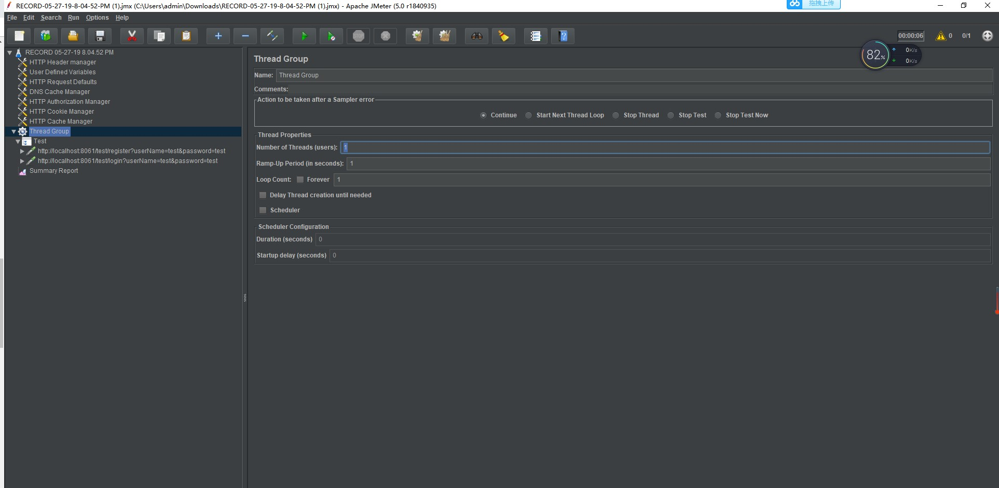 RECORD-05-27-19-8-04-52-PM (1).jmx (C:\Users\admin\Downloads\RECORD-05-27-19-8-04-52-PM (1).jmx) - Apache JMeter (5.0 r1840935)
拖拽上传
File Edit Search Run Options Help
STOP
00:00:06 0 0/1
82%
0K/s
0K/s
RECORD 05-27-19 8.04.52 PM
HTTP Header manager
User Defined Variables
HTTP Request Defaults
DNS Cache Manager
HTTP Authorization Manager
HTTP Cookie Manager
HTTP Cache Manager
Thread Group
Test
http://localhost:8061/test/register?userName=test&password=test
http://localhost:8061/test/login?userName=test&password=test
Summary Report
Thread Group
Name: Thread Group
Comments:
Action to be taken after a Sampler error
Continue Start Next Thread Loop Stop Thread Stop Test Stop Test Now
Thread Properties
Number of Threads (users): 1
Ramp-Up Period (in seconds): 1
Loop Count: Forever 1
Delay Thread creation until needed
Scheduler
Scheduler Configuration
Duration (seconds) 0
Startup delay (seconds) 0